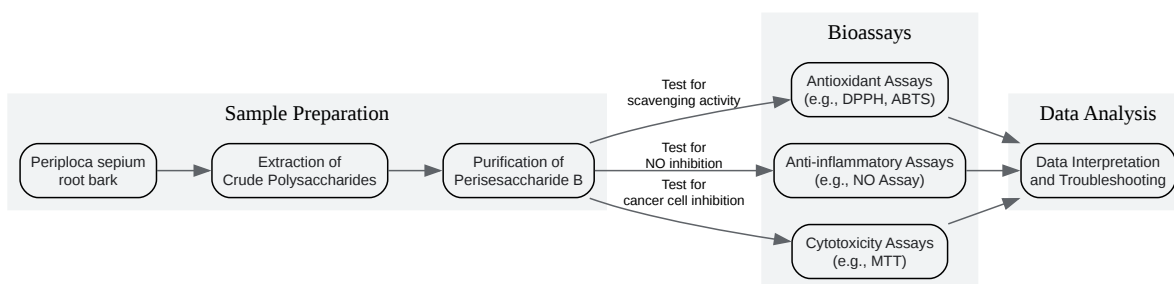 Sample Preparation
Periploca sepium
root bark
Extraction of
Crude Polysaccharides
Purification of
Perisesaccharide B
Test for
scavenging activity
Test for
NO inhibition
Test for
cancer cell inhibition
Bioassays
Antioxidant Assays
(e.g., DPPH, ABTS)
Anti-inflammatory Assays
(e.g., NO Assay)
Cytotoxicity Assays
(e.g., MTT)
Data Analysis
Data Interpretation
and Troubleshooting